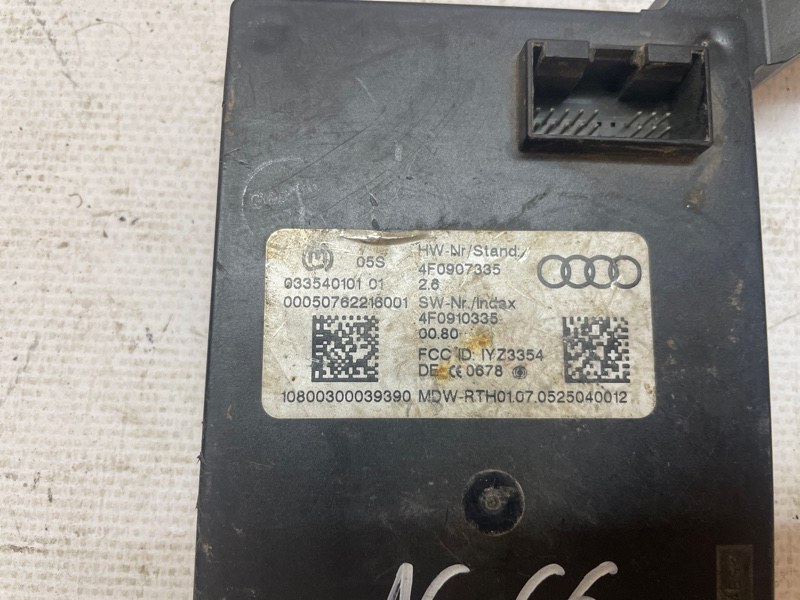 05S
033540101 01
00050762216001
HW-Nr/Stand./
4F0907335
2.6
SW-Nr./Index
4F0910335
00.80
FCC ID: IYZ3354
DE CE 0678
10800300039390 MDW-RTH01.07.0525040012